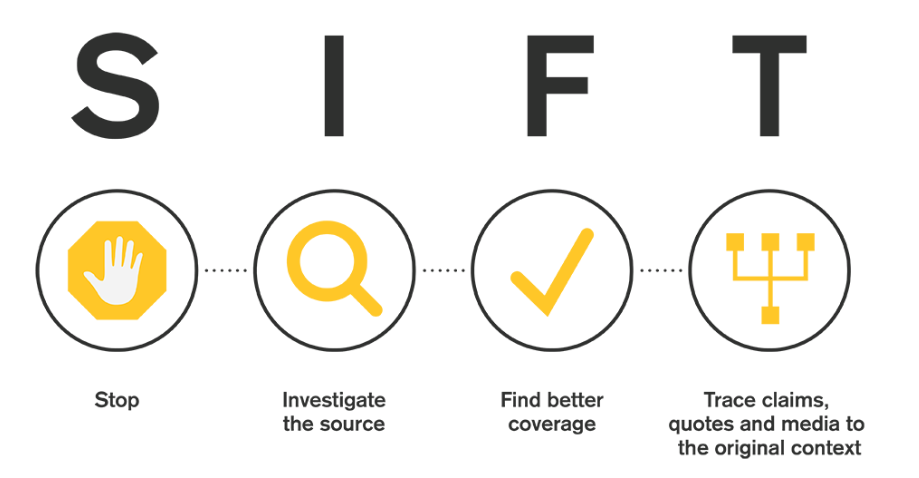 S I F T
Stop
Investigate
the source
Find better
coverage
Trace claims,
quotes and media to
the original context